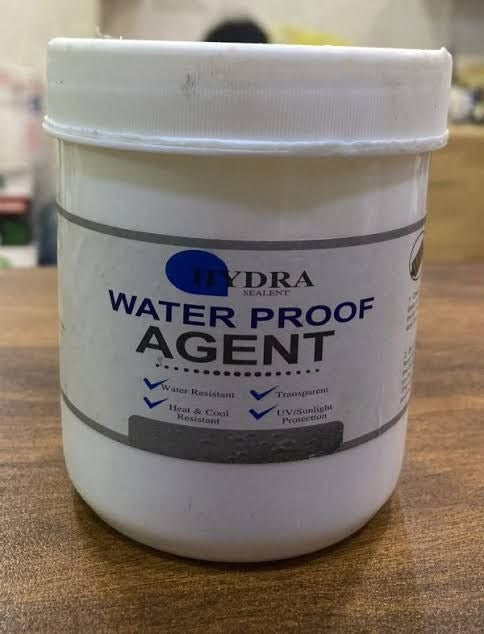 HYDRA
SEALENT
WATER PROOF
AGENT
Water Resistant
Transparent
Heat & Cool
Resistant
UV/Sunlight
Protection